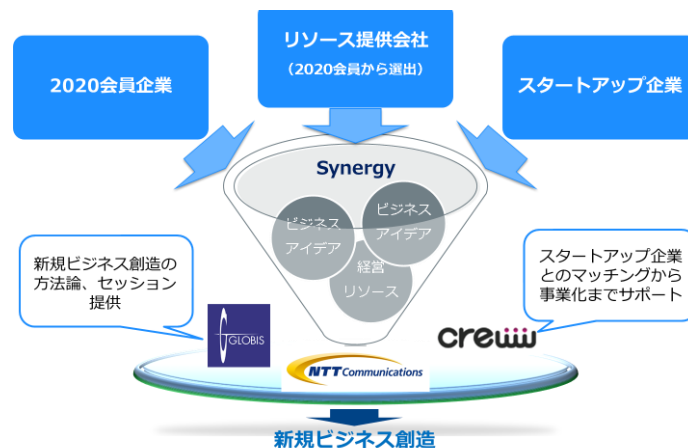 リソース提供会社
（2020会員から選出）
2020会員企業
スタートアップ企業
Synergy
ビジネス
アイデア
ビジネス
アイデア
経営
リソース
新規ビジネス創造の
方法論、セッション
提供
スタートアップ企業
とのマッチングから
事業化までサポート
GLOBIS
creww
NTT Communications
新規ビジネス創造